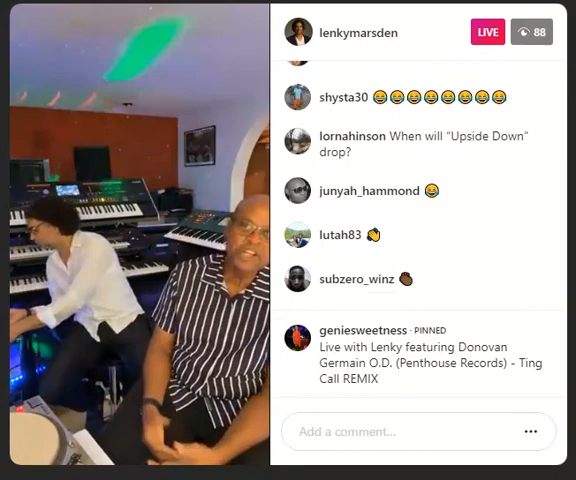 lenkymarsden LIVE 88
shysta30 😂😂😂😂😂😂😂😂
lornahinson When will "Upside Down"
drop?
junyah_hammond 😂
lutah83 👏
subzero_winz ✊🏿
geniesweetness · PINNED
Live with Lenky featuring Donovan
Germain O.D. (Penthouse Records) - Ting
Call REMIX
Add a comment...